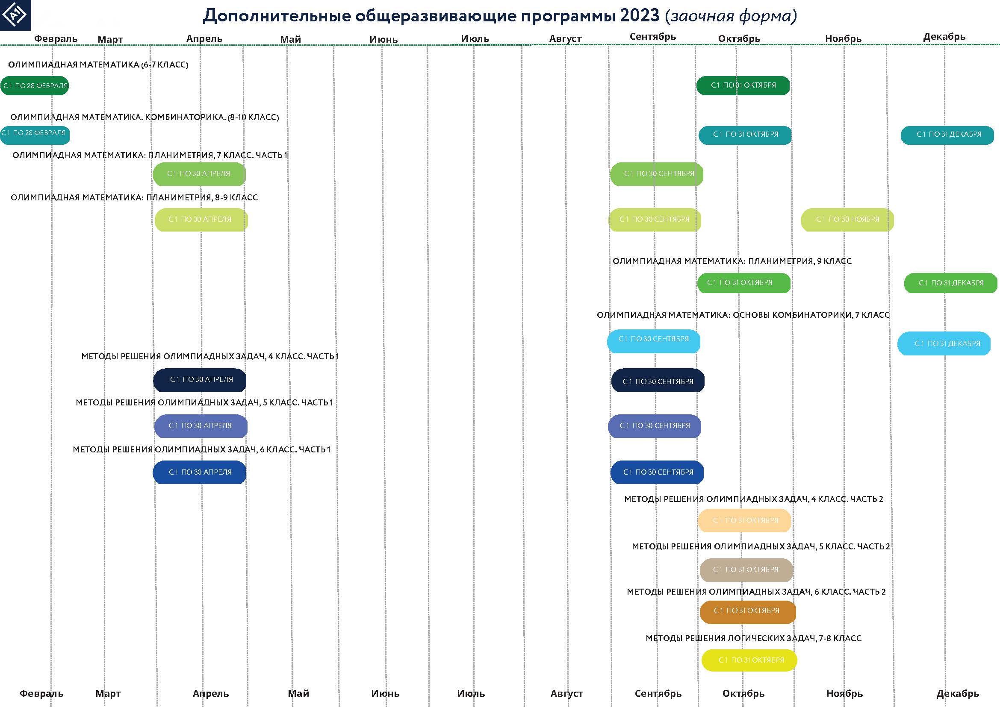 А1
Дополнительные общеразвивающие программы 2023 (заочная форма)
Февраль Март Апрель Май Июнь Июль Август Сентябрь Октябрь Ноябрь Декабрь
ОЛИМПИАДНАЯ МАТЕМАТИКА (6-7 КЛАСС)
С 1 ПО 28 ФЕВРАЛЯ С 1 ПО 31 ОКТЯБРЯ
ОЛИМПИАДНАЯ МАТЕМАТИКА. КОМБИНАТОРИКА. (8-10 КЛАСС)
С 1 ПО 28 ФЕВРАЛЯ С 1 ПО 31 ОКТЯБРЯ С 1 ПО 31 ДЕКАБРЯ
ОЛИМПИАДНАЯ МАТЕМАТИКА: ПЛАНИМЕТРИЯ, 7 КЛАСС. ЧАСТЬ 1
С 1 ПО 30 АПРЕЛЯ С 1 ПО 30 СЕНТЯБРЯ
ОЛИМПИАДНАЯ МАТЕМАТИКА: ПЛАНИМЕТРИЯ, 8-9 КЛАСС
С 1 ПО 30 АПРЕЛЯ С 1 ПО 30 СЕНТЯБРЯ С 1 ПО 30 НОЯБРЯ
ОЛИМПИАДНАЯ МАТЕМАТИКА: ПЛАНИМЕТРИЯ, 9 КЛАСС
С 1 ПО 31 ОКТЯБРЯ С 1 ПО 31 ДЕКАБРЯ
ОЛИМПИАДНАЯ МАТЕМАТИКА: ОСНОВЫ КОМБИНАТОРИКИ, 7 КЛАСС
С 1 ПО 30 СЕНТЯБРЯ С 1 ПО 31 ДЕКАБРЯ
МЕТОДЫ РЕШЕНИЯ ОЛИМПИАДНЫХ ЗАДАЧ, 4 КЛАСС. ЧАСТЬ 1
С 1 ПО 30 АПРЕЛЯ С 1 ПО 30 СЕНТЯБРЯ
МЕТОДЫ РЕШЕНИЯ ОЛИМПИАДНЫХ ЗАДАЧ, 5 КЛАСС. ЧАСТЬ 1
С 1 ПО 30 АПРЕЛЯ С 1 ПО 30 СЕНТЯБРЯ
МЕТОДЫ РЕШЕНИЯ ОЛИМПИАДНЫХ ЗАДАЧ, 6 КЛАСС. ЧАСТЬ 1
С 1 ПО 30 АПРЕЛЯ С 1 ПО 30 СЕНТЯБРЯ
МЕТОДЫ РЕШЕНИЯ ОЛИМПИАДНЫХ ЗАДАЧ, 4 КЛАСС. ЧАСТЬ 2
С 1 ПО 31 ОКТЯБРЯ
МЕТОДЫ РЕШЕНИЯ ОЛИМПИАДНЫХ ЗАДАЧ, 5 КЛАСС. ЧАСТЬ 2
С 1 ПО 31 ОКТЯБРЯ
МЕТОДЫ РЕШЕНИЯ ОЛИМПИАДНЫХ ЗАДАЧ, 6 КЛАСС. ЧАСТЬ 2
С 1 ПО 31 ОКТЯБРЯ
МЕТОДЫ РЕШЕНИЯ ЛОГИЧЕСКИХ ЗАДАЧ, 7-8 КЛАСС
С 1 ПО 31 ОКТЯБРЯ
Февраль Март Апрель Май Июнь Июль Август Сентябрь Октябрь Ноябрь Декабрь